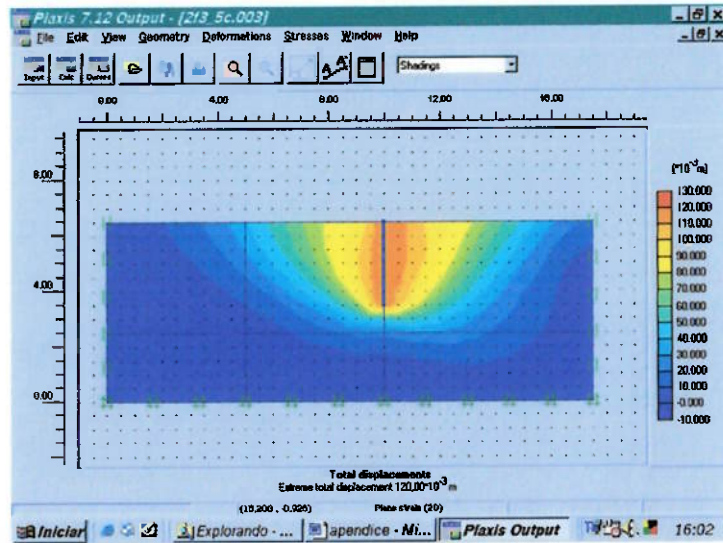 Plaxis 7.12 Output - [2f3_5c.003]
File Edit View Geometry Deformations Stresses Window Help
Input Calc Curves Shadings
0.00 4.00 8.00 12.00 16.00
8.00
4.00
0.00
[*10-3m]
130.000
120.000
110.000
100.000
90.000
80.000
70.000
60.000
50.000
40.000
30.000
20.000
10.000
-0.000
-10.000
Total displacements
Extreme total displacement 120,00*10-3 m
(15,200 , -0.925) Plane strain (20)
Iniciar Explorando - ... apendice - Mi... Plaxis Output 16:02